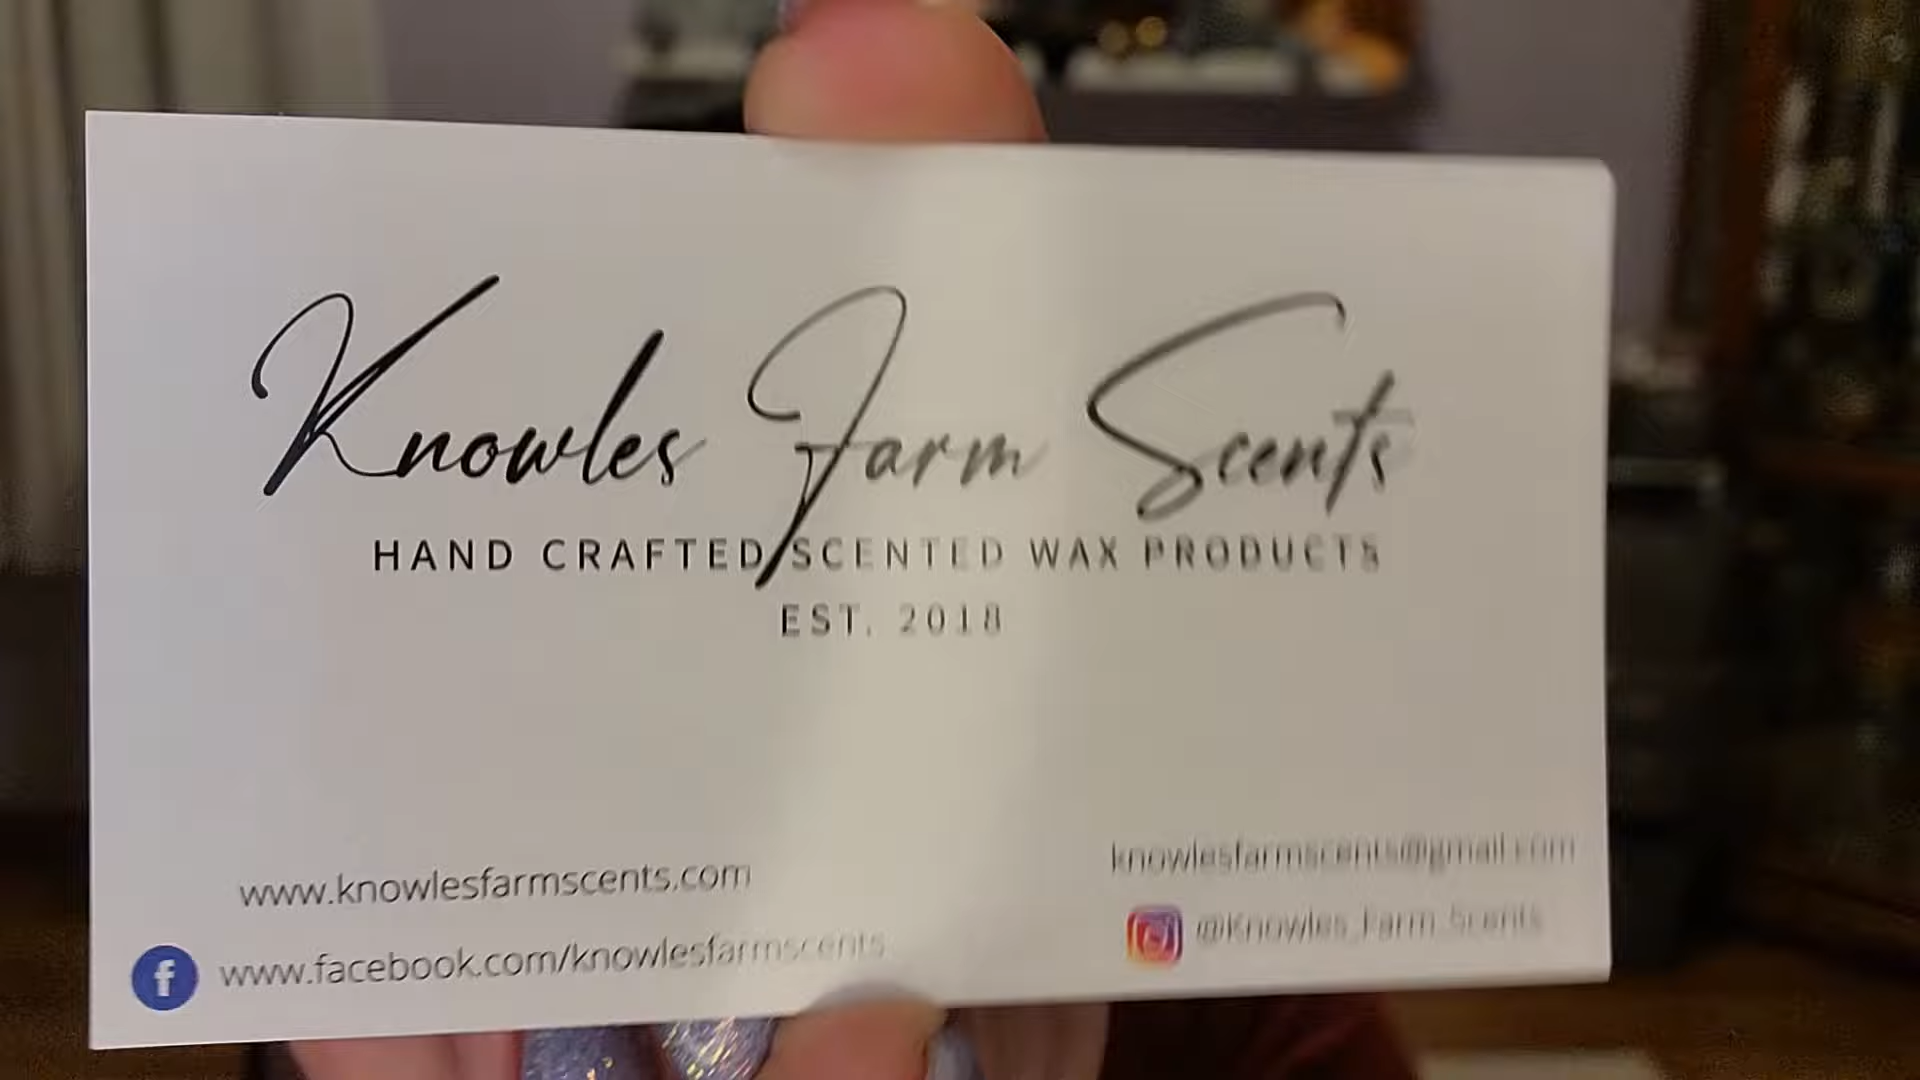 Knowles Farm Scents
HAND CRAFTED SCENTED WAX PRODUCTS
EST. 2018
www.knowlesfarmscents.com
www.facebook.com/knowlesfarmscents
knowlesfarmscents@gmail.com
@Knowles_Farm_Scents